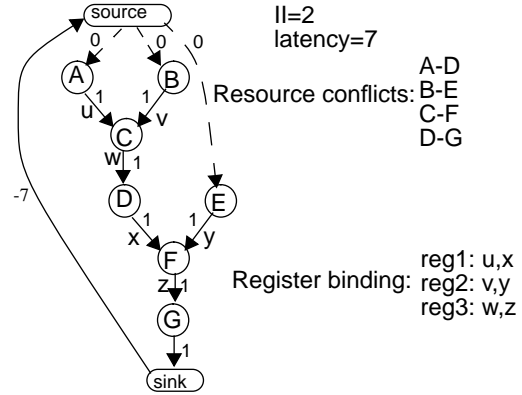 source
II=2
latency=7
0 0 0
A B
1 1
u v
Resource conflicts:
A-D
B-E
C-F
D-G
C
w 1
-7
D E
1 1
x y
F
z 1
Register binding:
reg1: u,x
reg2: v,y
reg3: w,z
G
1
sink